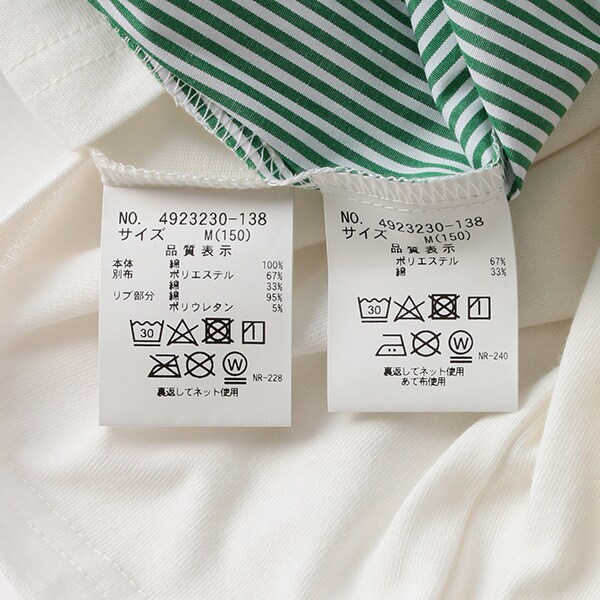 NO. 4923230-138
サイズ M(150)
品質表示
本体 綿 100%
別布 ポリエステル 67%
綿 33%
リブ部分 綿 95%
ポリウレタン 5%
30
W
NR-228
裏返してネット使用
NO. 4923230-138
サイズ M(150)
品質表示
ポリエステル 67%
綿 33%
30
W
NR-240
裏返してネット使用
あて布使用